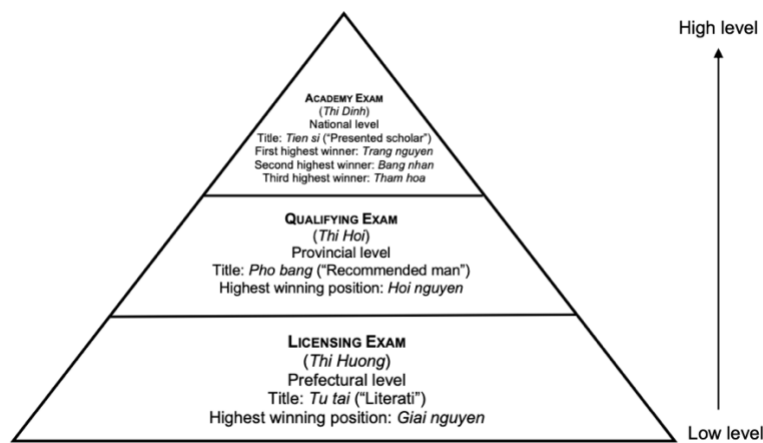 High level
ACADEMY EXAM
(Thi Dinh)
National level
Title: Tien si ("Presented scholar")
First highest winner: Trang nguyen
Second highest winner: Bang nhan
Third highest winner: Tham hoa
QUALIFYING EXAM
(Thi Hoi)
Provincial level
Title: Pho bang ("Recommended man")
Highest winning position: Hoi nguyen
LICENSING EXAM
(Thi Huong)
Prefectural level
Title: Tu tai ("Literati")
Highest winning position: Giai nguyen
Low level